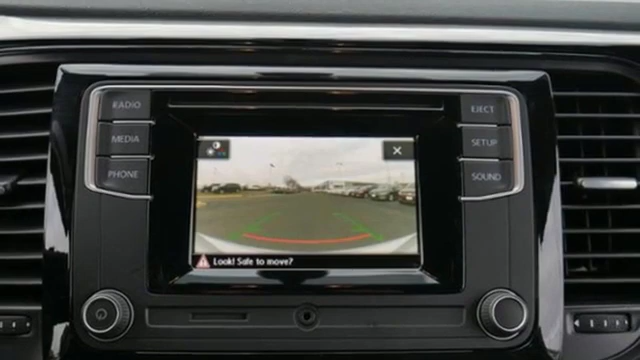 RADIO
MEDIA
PHONE
EJECT
SETUP
SOUND
Look! Safe to move?